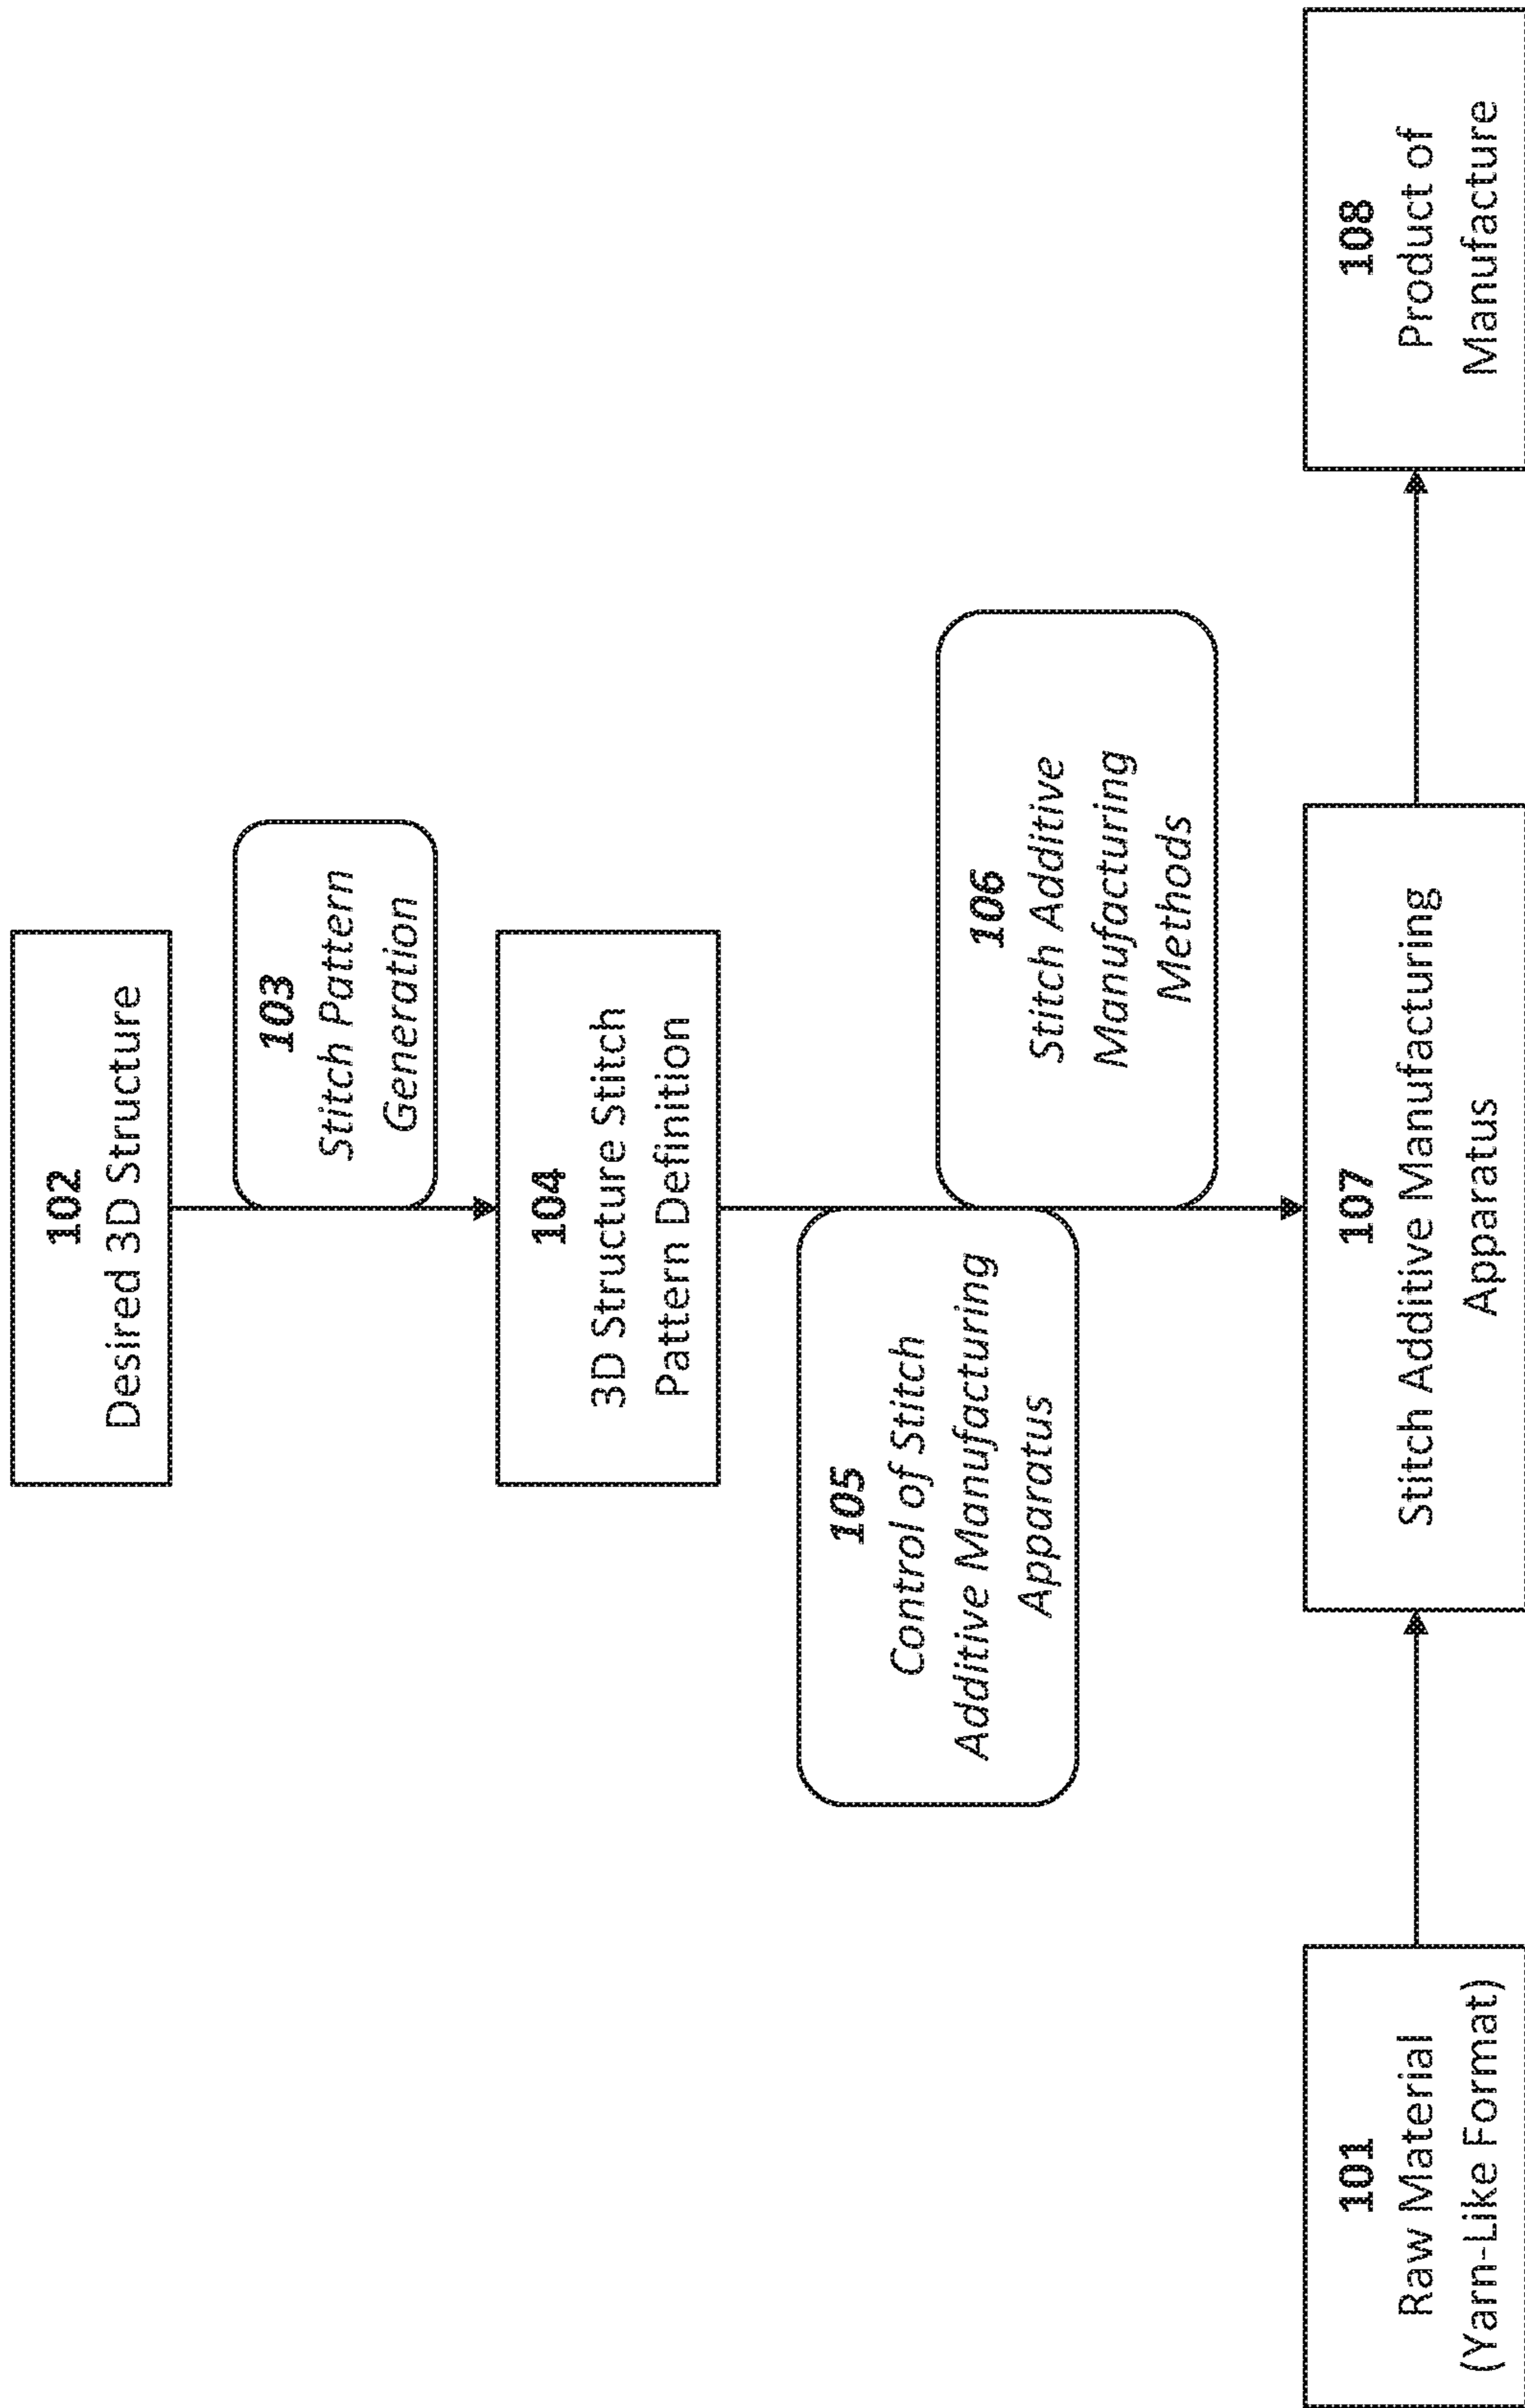 102
Desired 3D Structure
103
Stitch Pattern
Generation
104
3D Structure Stitch
Pattern Definition
105
Control of Stitch
Additive Manufacturing
Apparatus
106
Stitch Additive
Manufacturing
Methods
101
Raw Material
(Yarn-Like Format)
107
Stitch Additive Manufacturing
Apparatus
108
Product of
Manufacture